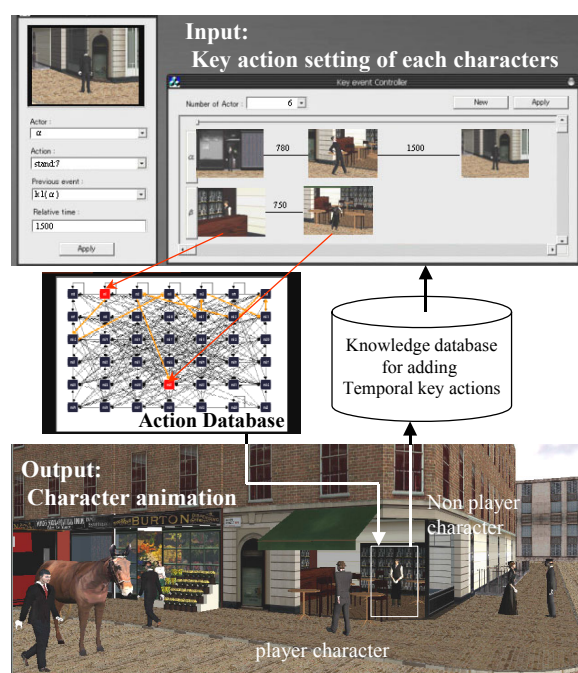 Input:
Key action setting of each characters
Key event Controller
Number of Actor :
6
New
Apply
Actor :
α
Action :
stand:7
Previous event :
k1(α)
Relative time :
1500
Apply
α
780
1500
β
750
Knowledge database
for adding
Temporal key actions
Action Database
Output:
Character animation
BURTON
Non player
character
player character